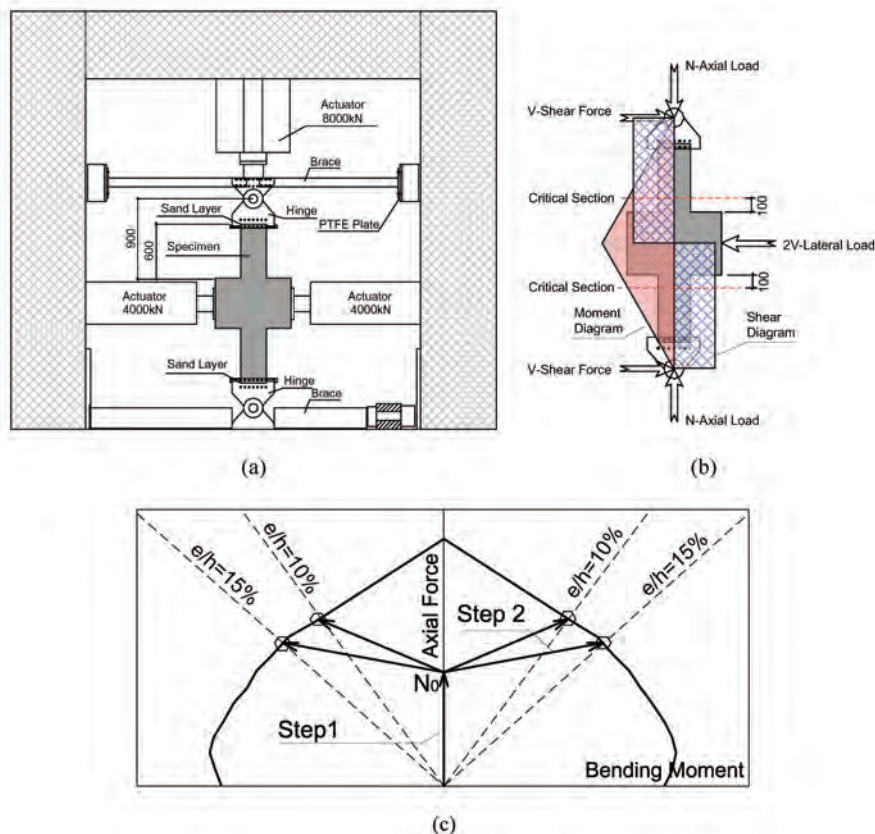 Actuator
8000kN
Brace
Sand Layer
Hinge
PTFE Plate
900
600
Specimen
Actuator
4000kN
Actuator
4000kN
Sand Layer
Hinge
Brace
(a)
N-Axial Load
V-Shear Force
Critical Section
100
2V-Lateral Load
Critical Section
100
Moment
Diagram
Shear
Diagram
V-Shear Force
N-Axial Load
(b)
e/h=15%
e/h=10%
Axial Force
e/h=10%
e/h=15%
Step 2
N0
Step1
Bending Moment
(c)